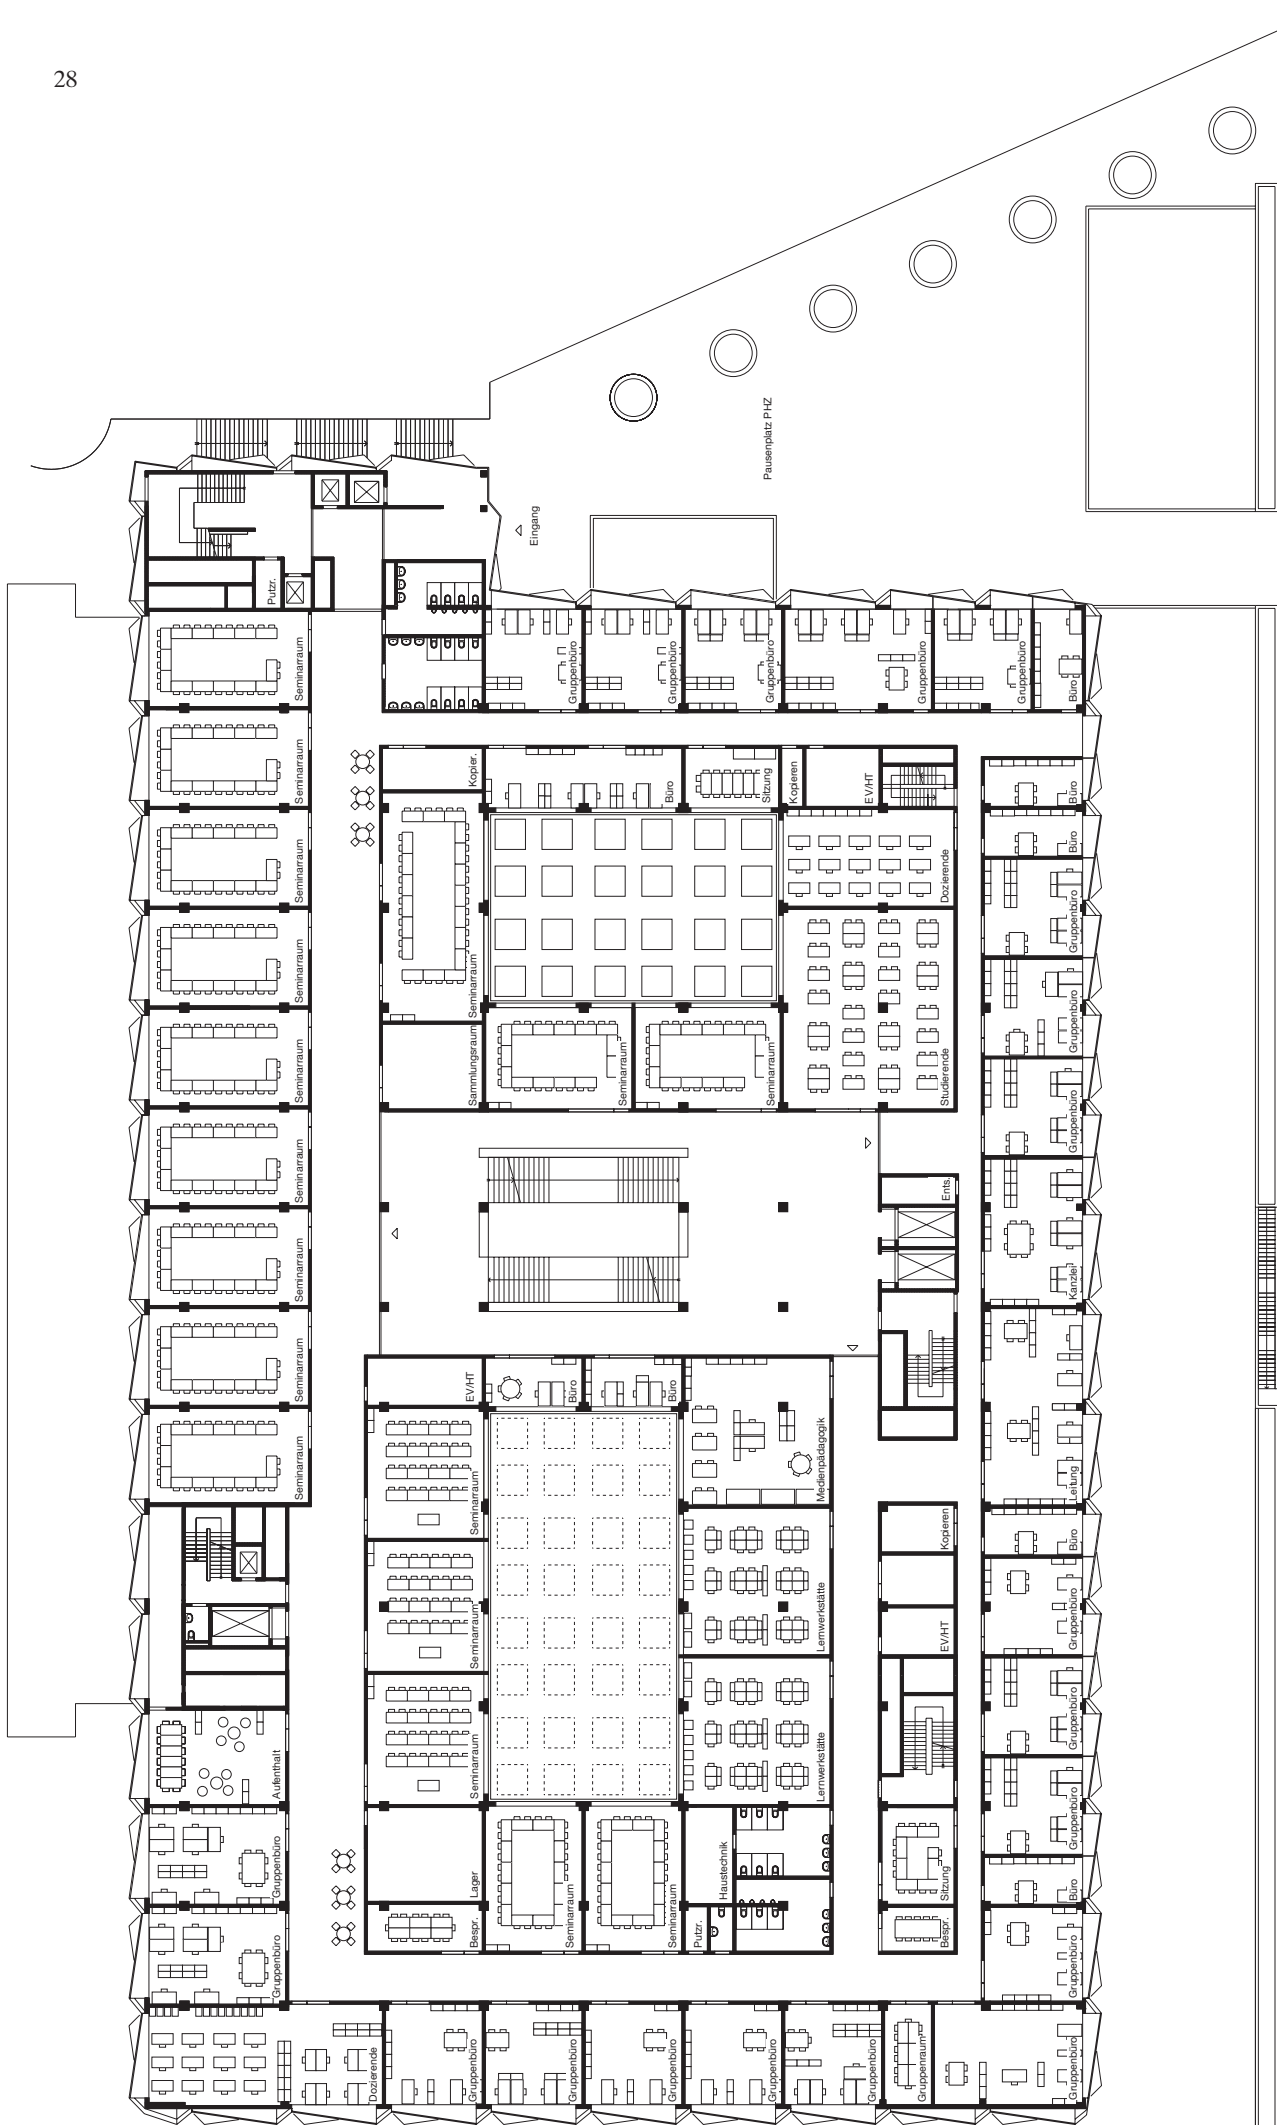 28
Pausenplatz PHZ
Eingang
Putzr.
Seminarraum
Gruppenbüro
Gruppenbüro
Gruppenbüro
Gruppenbüro
Gruppenbüro
Büro
Seminarraum
Kopier.
Büro
Sitzung
Kopieren
EV/HT
Büro
Seminarraum
Büro
Seminarraum
Dozierende
Gruppenbüro
Seminarraum
Seminarraum
Gruppenbüro
Seminarraum
Sammlungsraum
Seminarraum
Seminarraum
Studierende
Gruppenbüro
Seminarraum
Ents.
Seminarraum
Kanzlei
Seminarraum
EV/HT
Büro
Büro
Seminarraum
Medienpädagogik
Leitung
Seminarraum
Kopieren
Büro
Seminarraum
Lernwerkstätte
EV/HT
Gruppenbüro
Gruppenbüro
Aufenthalt
Seminarraum
Lernwerkstätte
Gruppenbüro
Gruppenbüro
Lager
Haustechnik
Sitzung
Büro
Gruppenbüro
Bespr.
Seminarraum
Seminarraum
Putzr.
Bespr.
Gruppenbüro
Dozierende
Gruppenbüro
Gruppenbüro
Gruppenbüro
Gruppenbüro
Gruppenbüro
Gruppenraum
Gruppenbüro